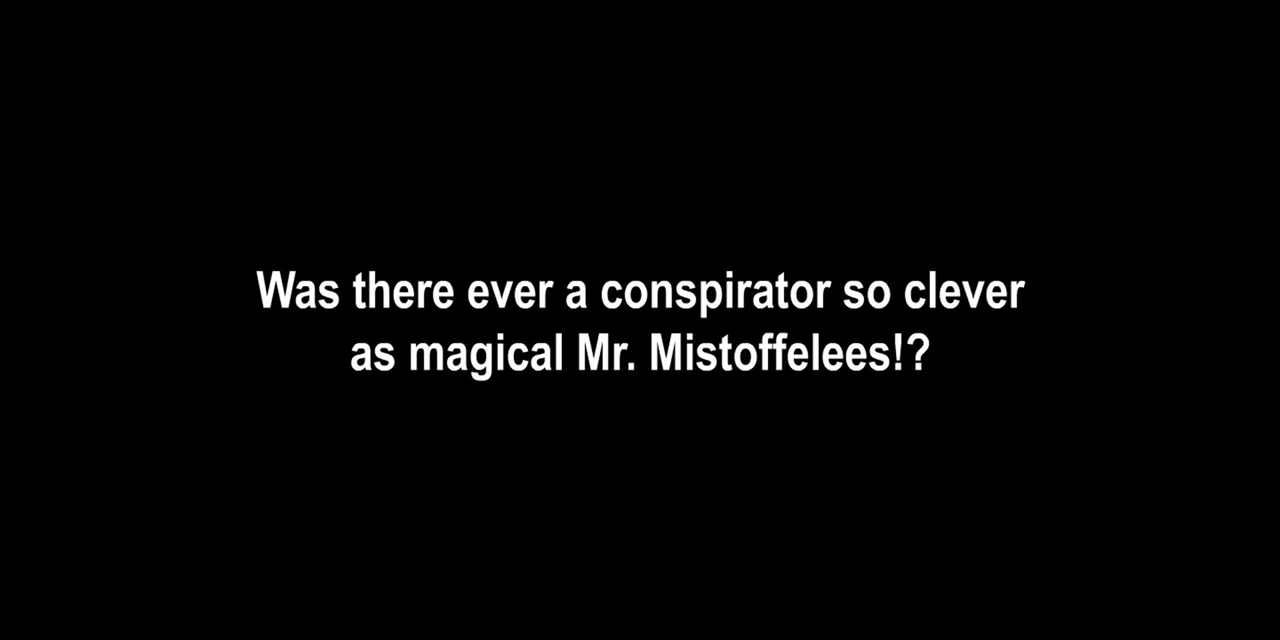 Was there ever a conspirator so clever
as magical Mr. Mistoffelees!?